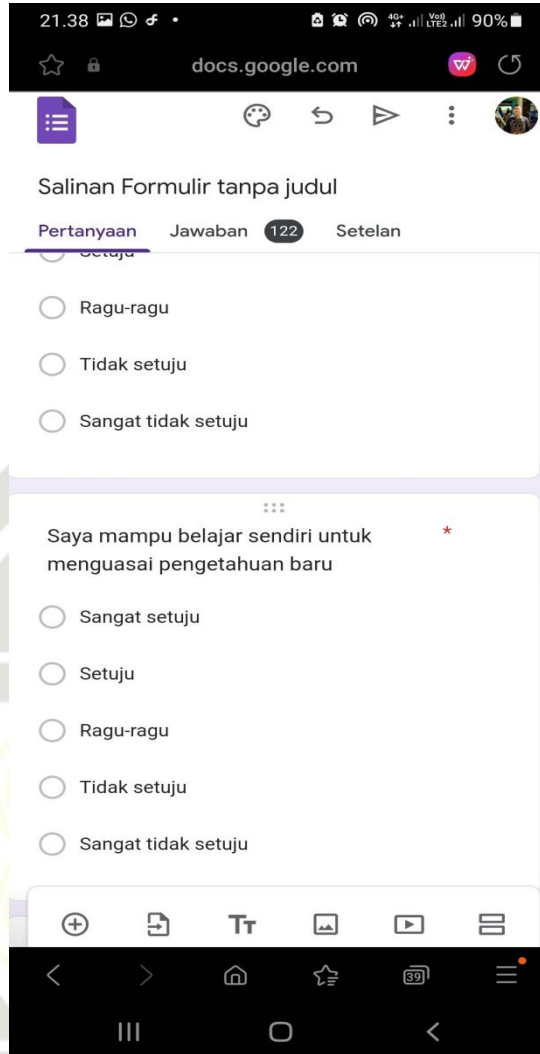 21.38 90%
docs.google.com
Salinan Formulir tanpa judul
Pertanyaan Jawaban 122 Setelan
Setuju
Ragu-ragu
Tidak setuju
Sangat tidak setuju
Saya mampu belajar sendiri untuk *
menguasai pengetahuan baru
Sangat setuju
Setuju
Ragu-ragu
Tidak setuju
Sangat tidak setuju
39